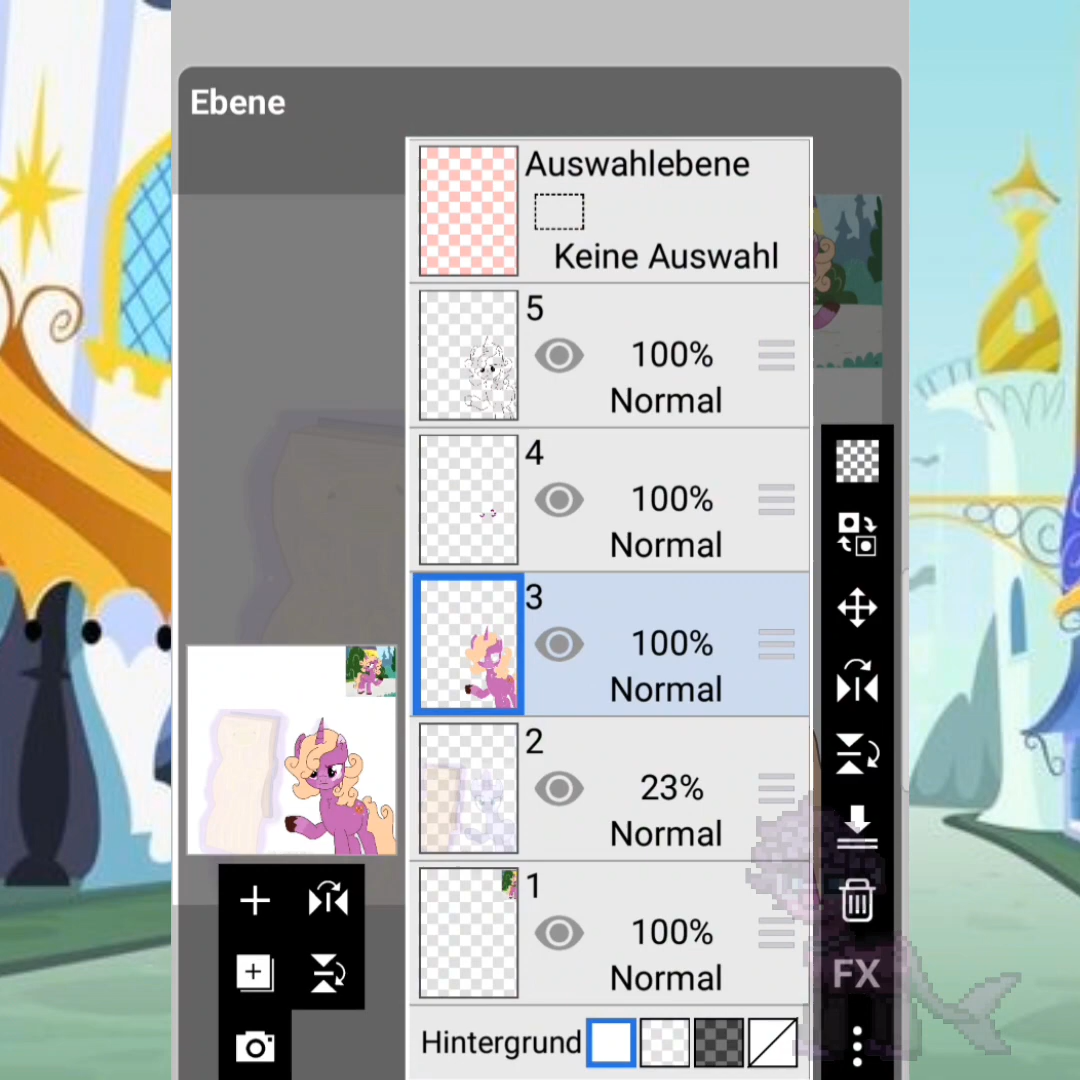 Ebene
Auswahlebene
Keine Auswahl
5
100%
Normal
4
100%
Normal
3
100%
Normal
2
23%
Normal
1
100%
Normal
FX
Hintergrund